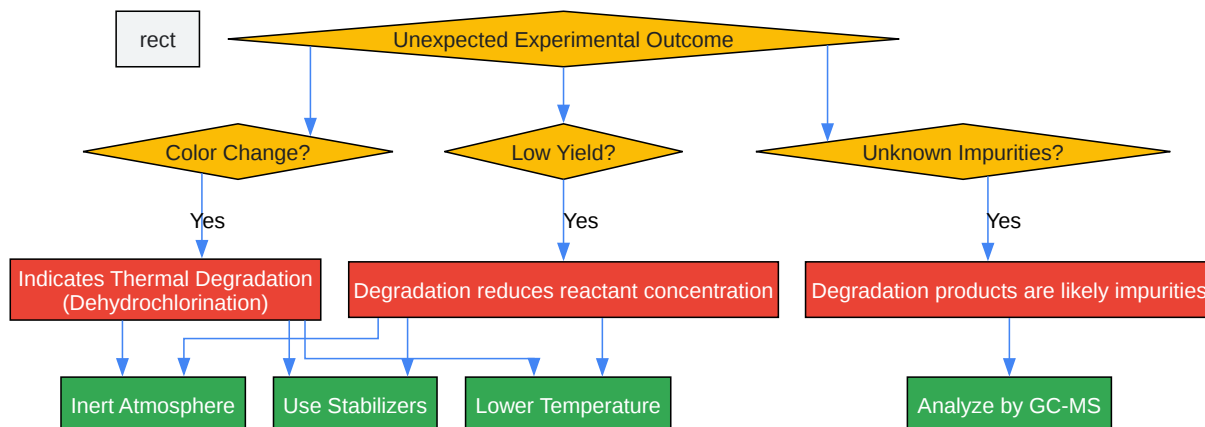 rect
Unexpected Experimental Outcome
Color Change?
Low Yield?
Unknown Impurities?
Yes
Yes
Yes
Indicates Thermal Degradation
(Dehydrochlorination)
Degradation reduces reactant concentration
Degradation products are likely impurities
Inert Atmosphere
Use Stabilizers
Lower Temperature
Analyze by GC-MS